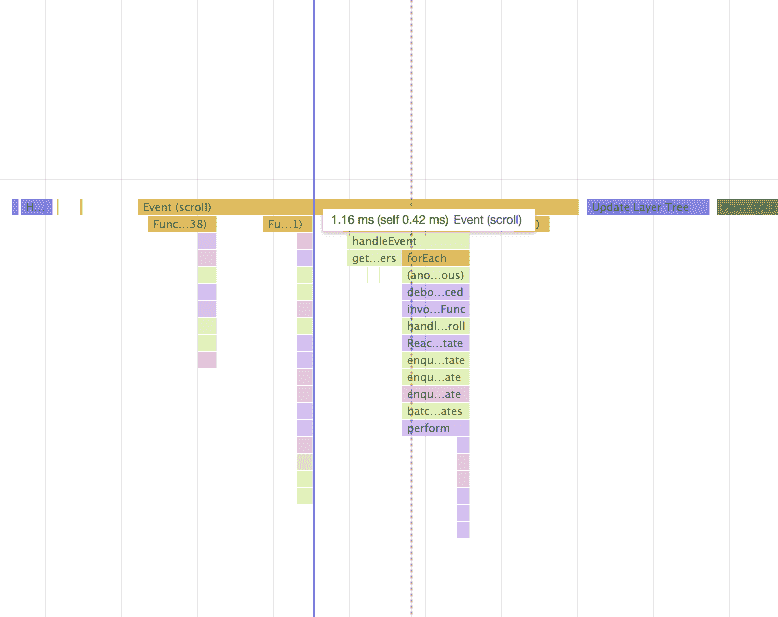 H...
Event (scroll)
Update Layer Tree
Func...38)
Fu...1)
1.16 ms (self 0.42 ms) Event (scroll)
)
handleEvent
get...ers
forEach
(ano...ous)
debo...ced
invo...Func
handl...roll
Reac...tate
enqu...tate
enqu...ate
enqu...ate
batc...ates
perform